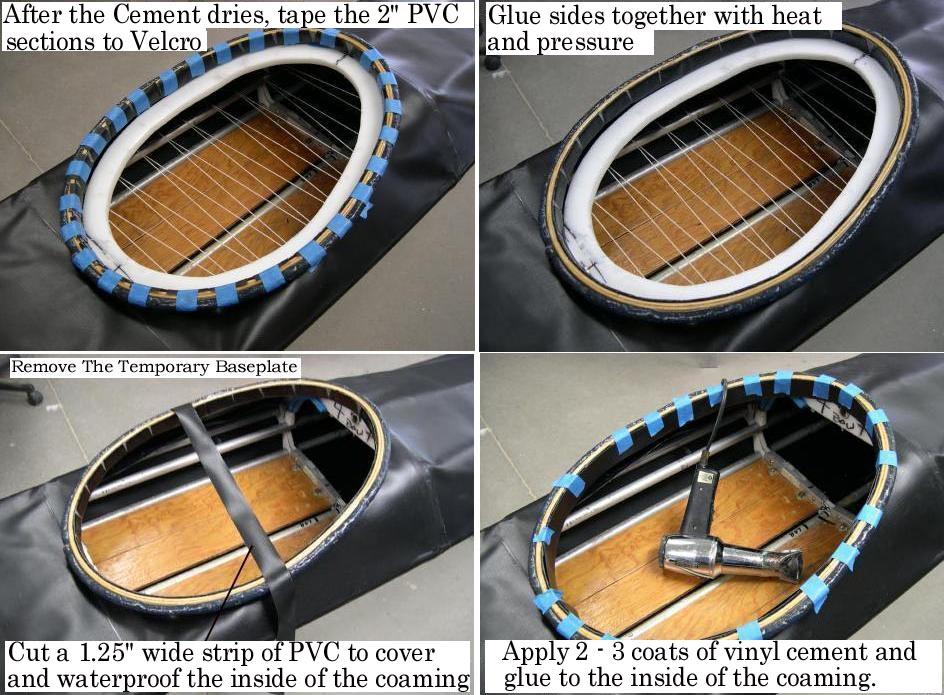 After the Cement dries, tape the 2" PVC
sections to Velcro
Glue sides together with heat
and pressure
Remove The Temporary Baseplate
Cut a 1.25" wide strip of PVC to cover
and waterproof the inside of the coaming
Apply 2 - 3 coats of vinyl cement and
glue to the inside of the coaming.